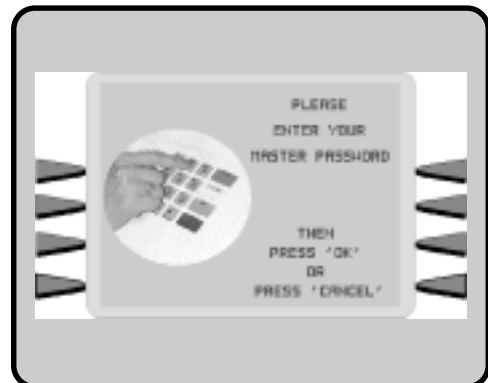 PLEASE
ENTER YOUR
MASTER PASSWORD
THEN
PRESS 'OK'
OR
PRESS 'CANCEL'